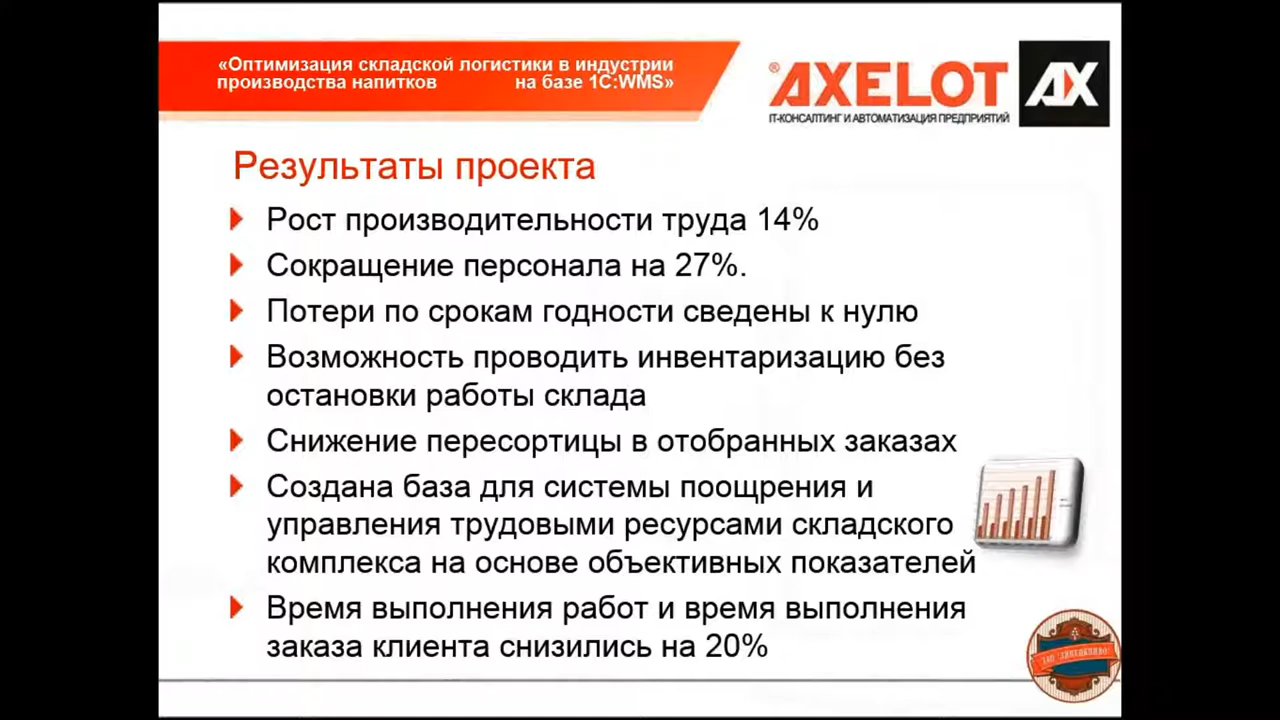 «Оптимизация складской логистики в индустрии
производства напитков на базе 1С:WMS»
® AXELOT AX
IT-КОНСАЛТИНГ И АВТОМАТИЗАЦИЯ ПРЕДПРИЯТИЙ
Результаты проекта
Рост производительности труда 14%
Сокращение персонала на 27%.
Потери по срокам годности сведены к нулю
Возможность проводить инвентаризацию без
остановки работы склада
Снижение пересортицы в отобранных заказах
Создана база для системы поощрения и
управления трудовыми ресурсами складского
комплекса на основе объективных показателей
Время выполнения работ и время выполнения
заказа клиента снизились на 20%